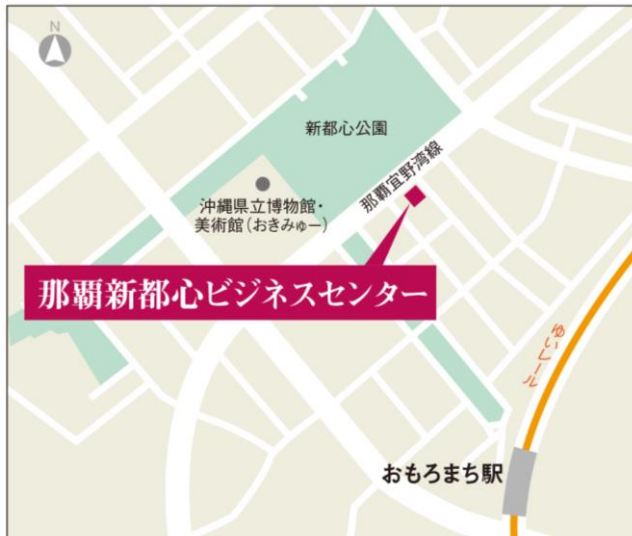 N
新都心公園
那覇宜野湾線
沖縄県立博物館・
美術館(おきみゅー)
那覇新都心ビジネスセンター
ゆいレール
おもろまち駅